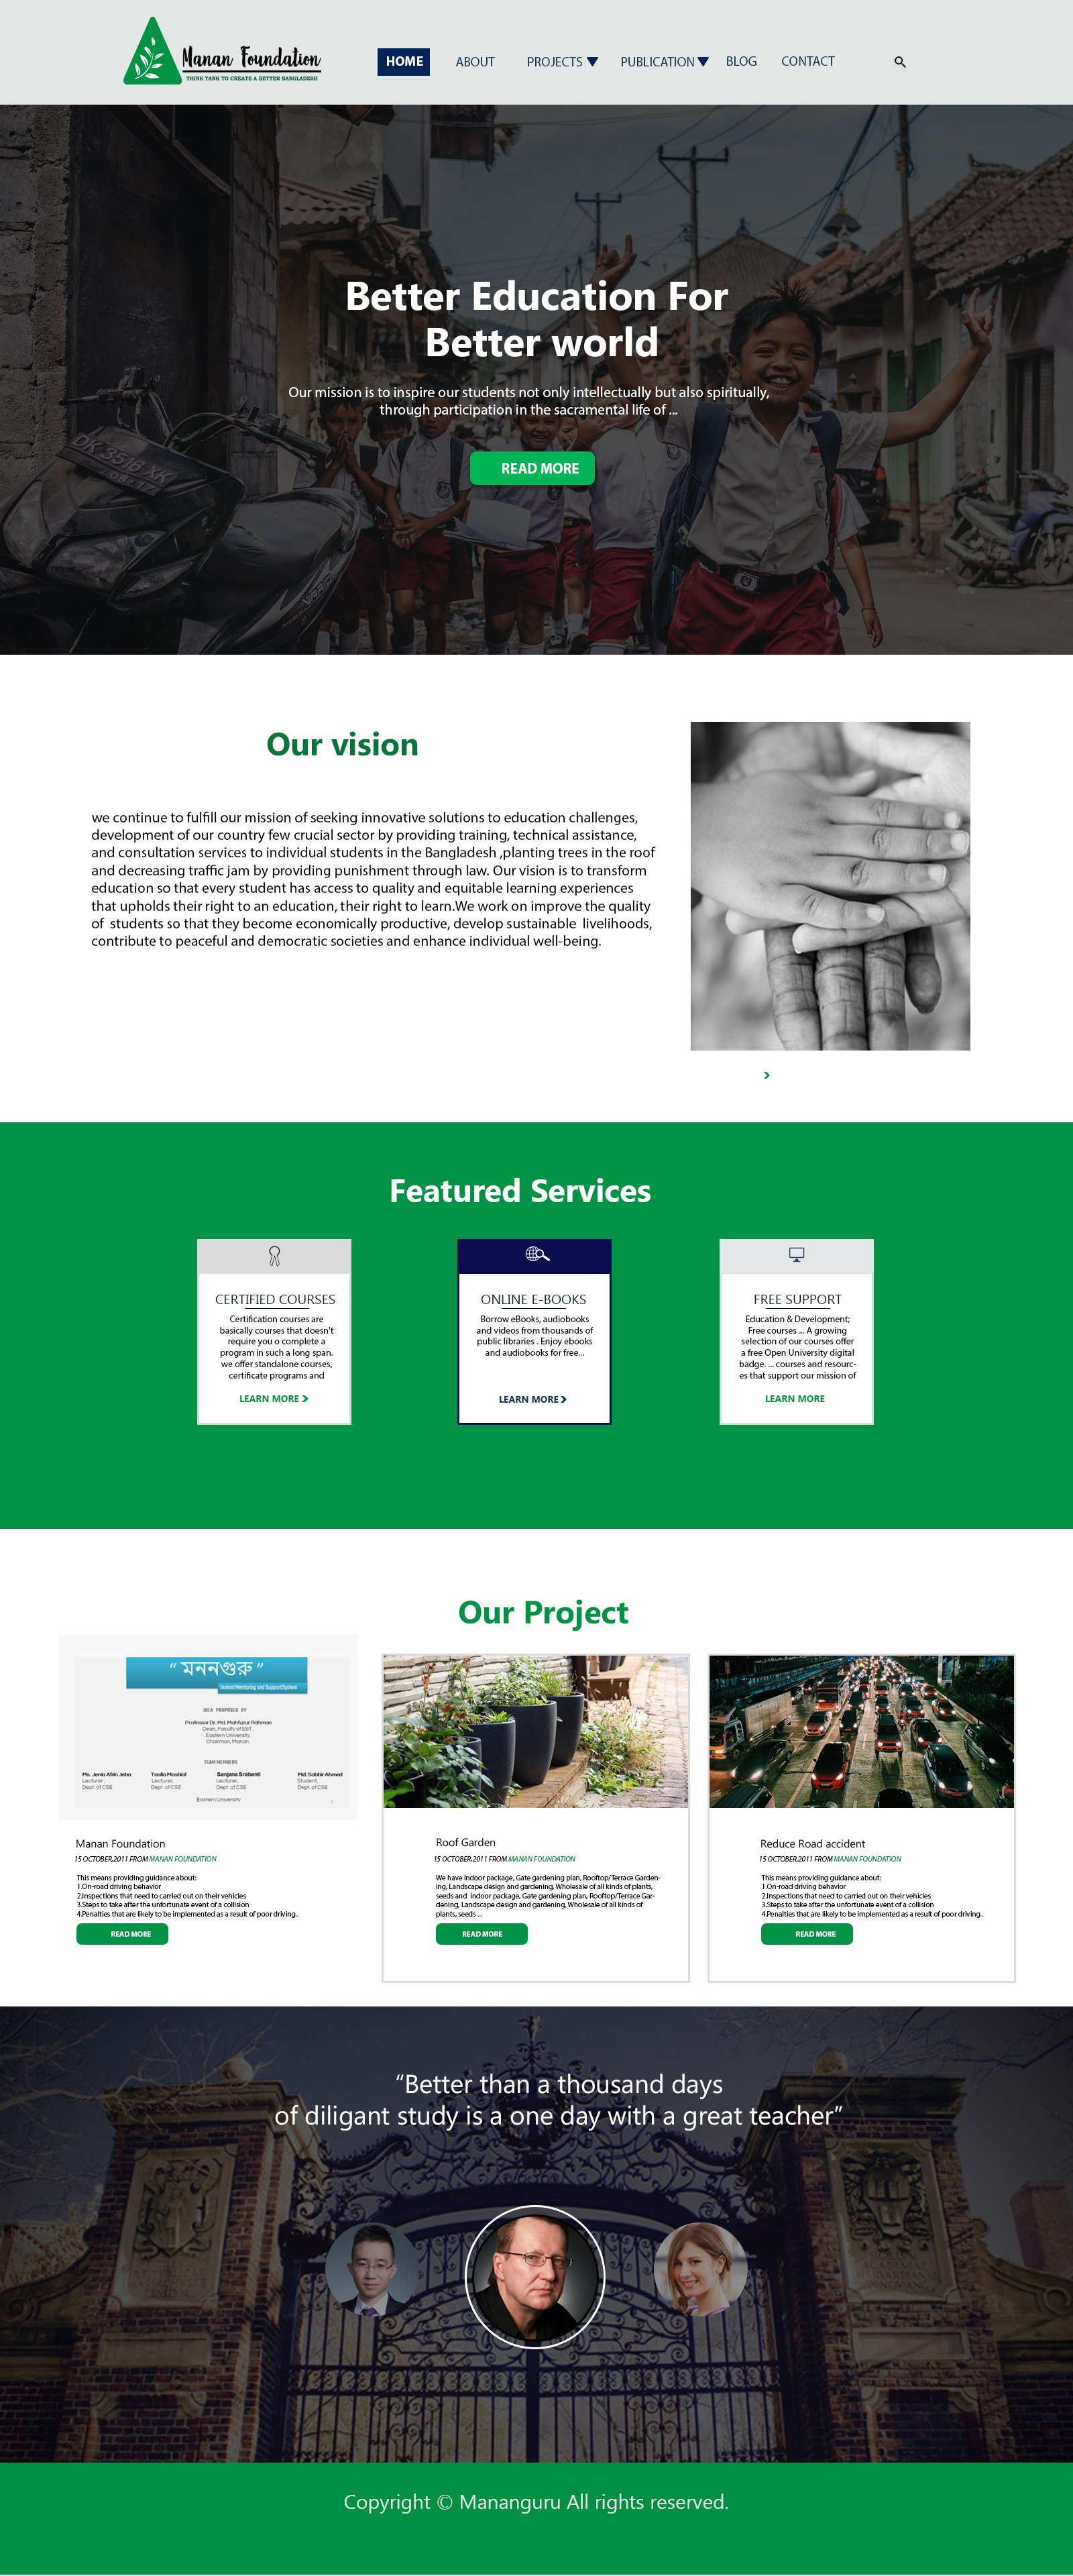 Manan Foundation
THINK TANK TO CREATE A BETTER BANGLADESH
HOME
ABOUT
PROJECTS
PUBLICATION
BLOG
CONTACT
DK 3516 XK
Better Education For
Better world
Our mission is to inspire our students not only intellectually but also spiritually,
through participation in the sacramental life of ...
READ MORE
Our vision
we continue to fulfill our mission of seeking innovative solutions to education challenges,
development of our country few crucial sector by providing training, technical assistance,
and consultation services to individual students in the Bangladesh ,planting trees in the roof
and decreasing traffic jam by providing punishment through law. Our vision is to transform
education so that every student has access to quality and equitable learning experiences
that upholds their right to an education, their right to learn.We work on improve the quality
of students so that they become economically productive, develop sustainable livelihoods,
contribute to peaceful and democratic societies and enhance individual well-being.
Featured Services
CERTIFIED COURSES
Certification courses are
basically courses that doesn't
require you o complete a
program in such a long span.
we offer standalone courses,
certificate programs and
LEARN MORE
ONLINE E-BOOKS
Borrow eBooks, audiobooks
and videos from thousands of
public libraries . Enjoy ebooks
and audiobooks for free...
LEARN MORE
FREE SUPPORT
Education & Development;
Free courses ... A growing
selection of our courses offer
a free Open University digital
badge. ... courses and resourc-
es that support our mission of
LEARN MORE
Our Project
“ মননগুরু ”
Instant Mentoring and Support System
IDEA PROPOSED BY
Professor Dr. Md. Mahfuzur Rahman
Dean, Faculty of E&T,
Eastern University.
Chairman, Manan.
TEAM MEMBERS
Ms. Jenia Afrin Jeba
Lecturer,
Dept. of CSE
Tasfia Mashiat
Lecturer,
Dept. of CSE
Sanjana Srabanti
Lecturer,
Dept. of CSE
Md. Sabbir Ahmed
Student,
Dept. of CSE
Eastern University
1
Manan Foundation
15 OCTOBER,2011 FROM MANAN FOUNDATION
This means providing guidance about:
1.On-road driving behavior
2.Inspections that need to carried out on their vehicles
3.Steps to take after the unfortunate event of a collision
4.Penalties that are likely to be implemented as a result of poor driving..
READ MORE
Roof Garden
15 OCTOBER,2011 FROM MANAN FOUNDATION
We have indoor package, Gate gardening plan, Rooftop/Terrace Garden-
ing, Landscape design and gardening, Wholesale of all kinds of plants,
seeds and indoor package, Gate gardening plan, Rooftop/Terrace Gar-
dening, Landscape design and gardening, Wholesale of all kinds of
plants, seeds ...
READ MORE
Reduce Road accident
15 OCTOBER,2011 FROM MANAN FOUNDATION
This means providing guidance about:
1.On-road driving behavior
2.Inspections that need to carried out on their vehicles
3.Steps to take after the unfortunate event of a collision
4.Penalties that are likely to be implemented as a result of poor driving..
READ MORE
“Better than a thousand days
of diligant study is a one day with a great teacher”
Copyright © Mananguru All rights reserved.